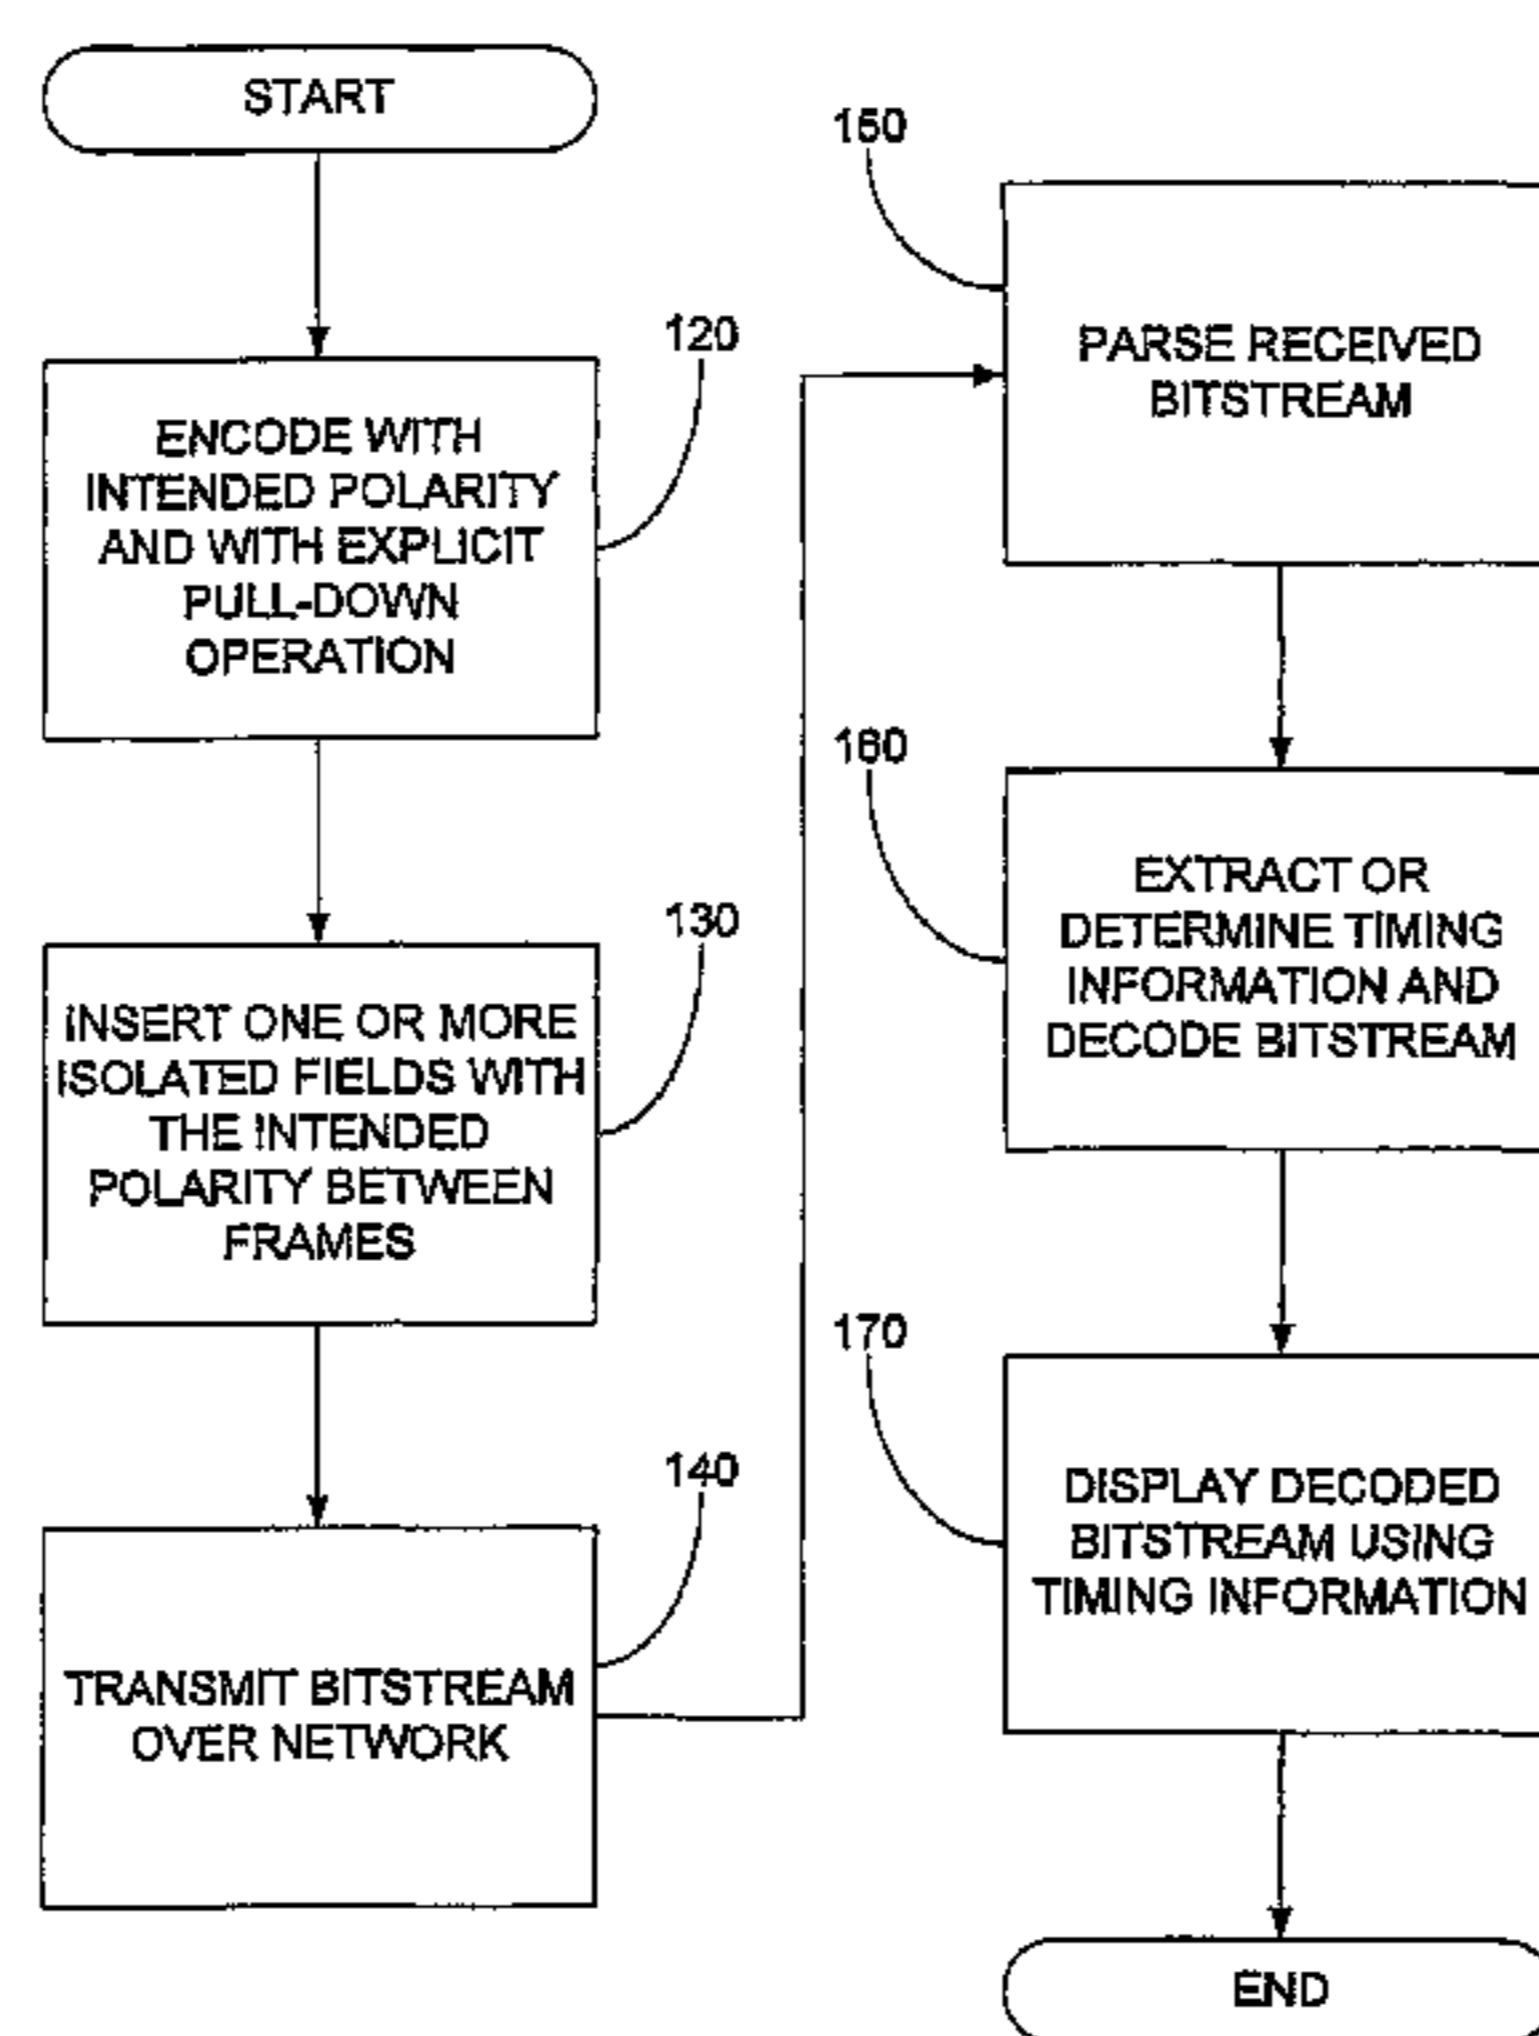 START
120
ENCODE WITH
INTENDED POLARITY
AND WITH EXPLICIT
PULL-DOWN
OPERATION
130
INSERT ONE OR MORE
ISOLATED FIELDS WITH
THE INTENDED
POLARITY BETWEEN
FRAMES
140
TRANSMIT BITSTREAM
OVER NETWORK
150
PARSE RECEIVED
BITSTREAM
160
EXTRACT OR
DETERMINE TIMING
INFORMATION AND
DECODE BITSTREAM
170
DISPLAY DECODED
BITSTREAM USING
TIMING INFORMATION
END